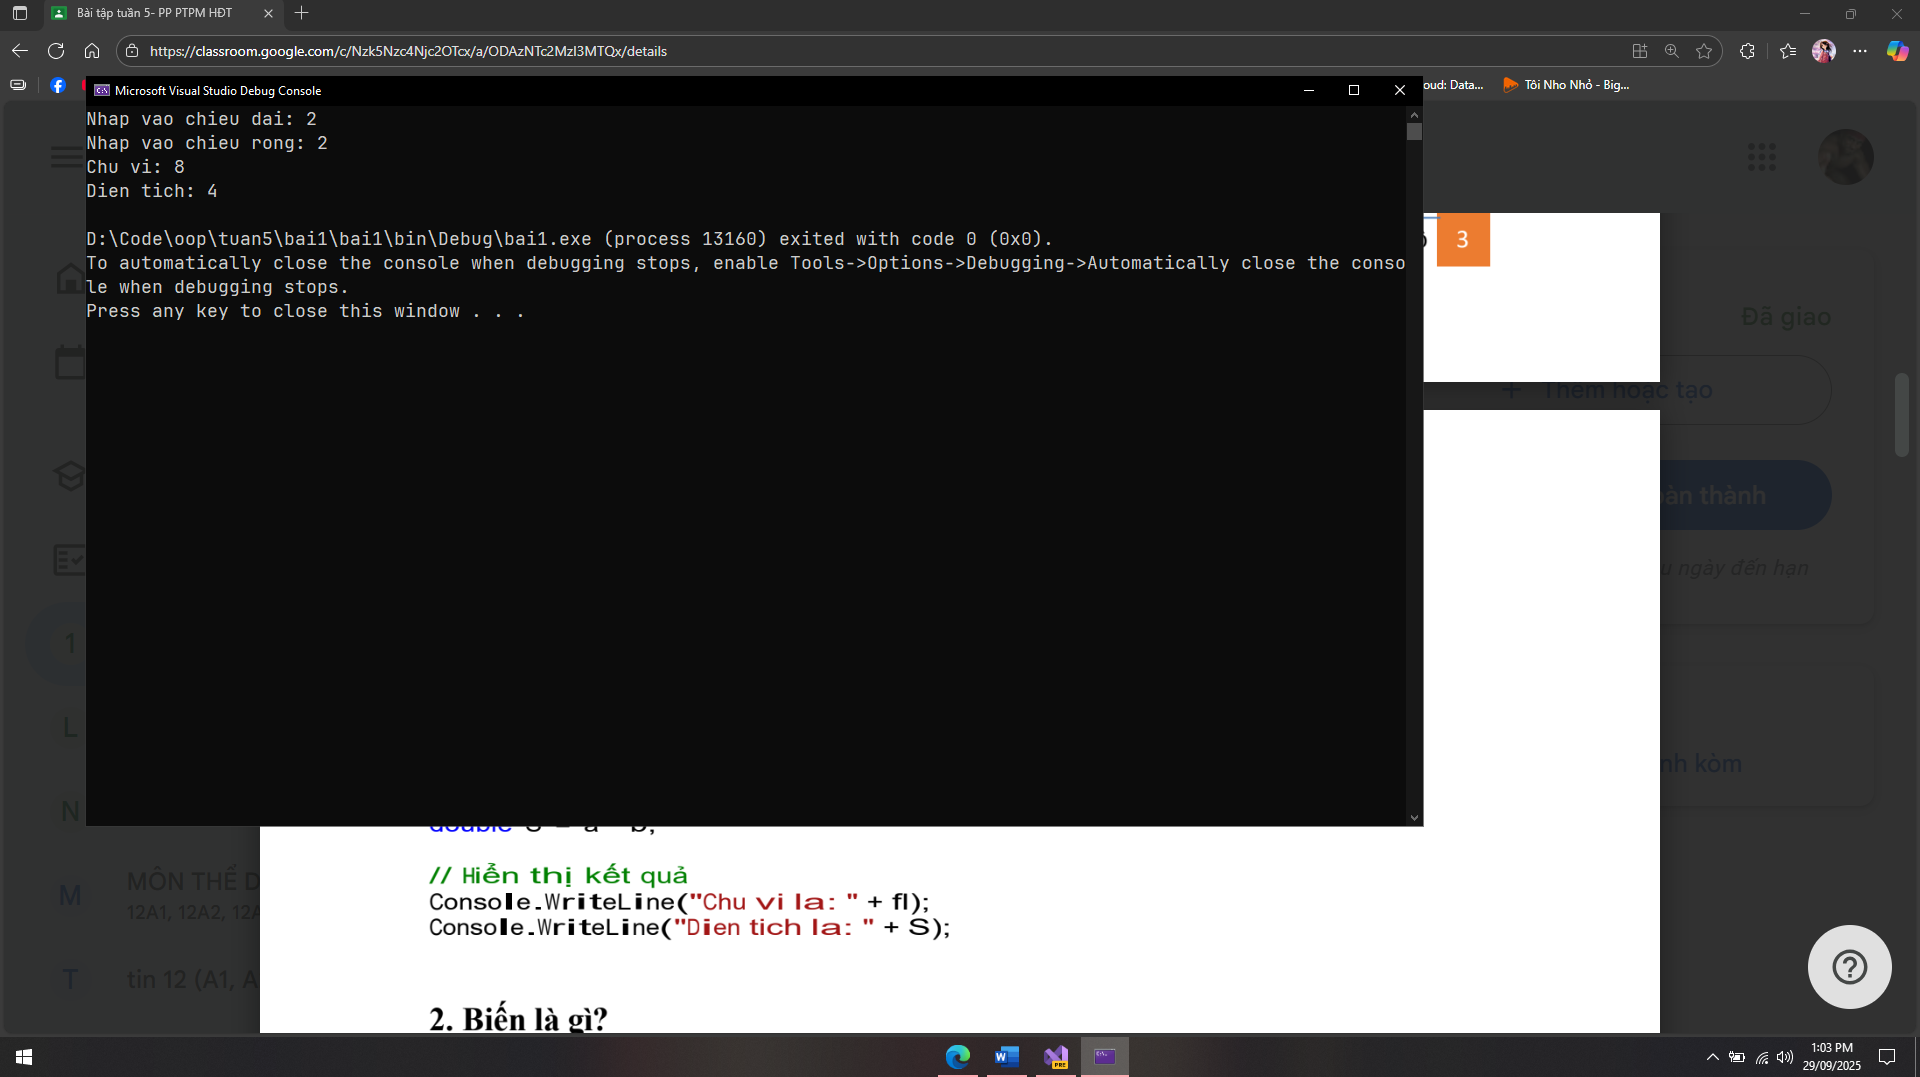 Bài tập tuần 5- PP PTPM HĐT
https://classroom.google.com/c/Nzk5Nzc4Njc2OTcx/a/ODAzNTc2MzI3MTQx/details
oud: Data...
Tôi Nho Nhỏ - Big...
Microsoft Visual Studio Debug Console
Nhap vao chieu dai: 2
Nhap vao chieu rong: 2
Chu vi: 8
Dien tich: 4
D:\Code\oop\tuan5\bai1\bai1\bin\Debug\bai1.exe (process 13160) exited with code 0 (0x0).
To automatically close the console when debugging stops, enable Tools->Options->Debugging->Automatically close the conso
le when debugging stops.
Press any key to close this window . . .
3
Đã giao
+ Thêm hoặc tạo
àn thành
u ngày đến hạn
nh kòm
1
L
N
M
MÔN THỂ D
12A1, 12A2, 12A
T
tin 12 (A1, A
// Hiển thị kết quả
Console.WriteLine("Chu vi la: " + fl);
Console.WriteLine("Dien tich la: " + S);
2. Biến là gì?
PRE
1:03 PM
29/09/2025